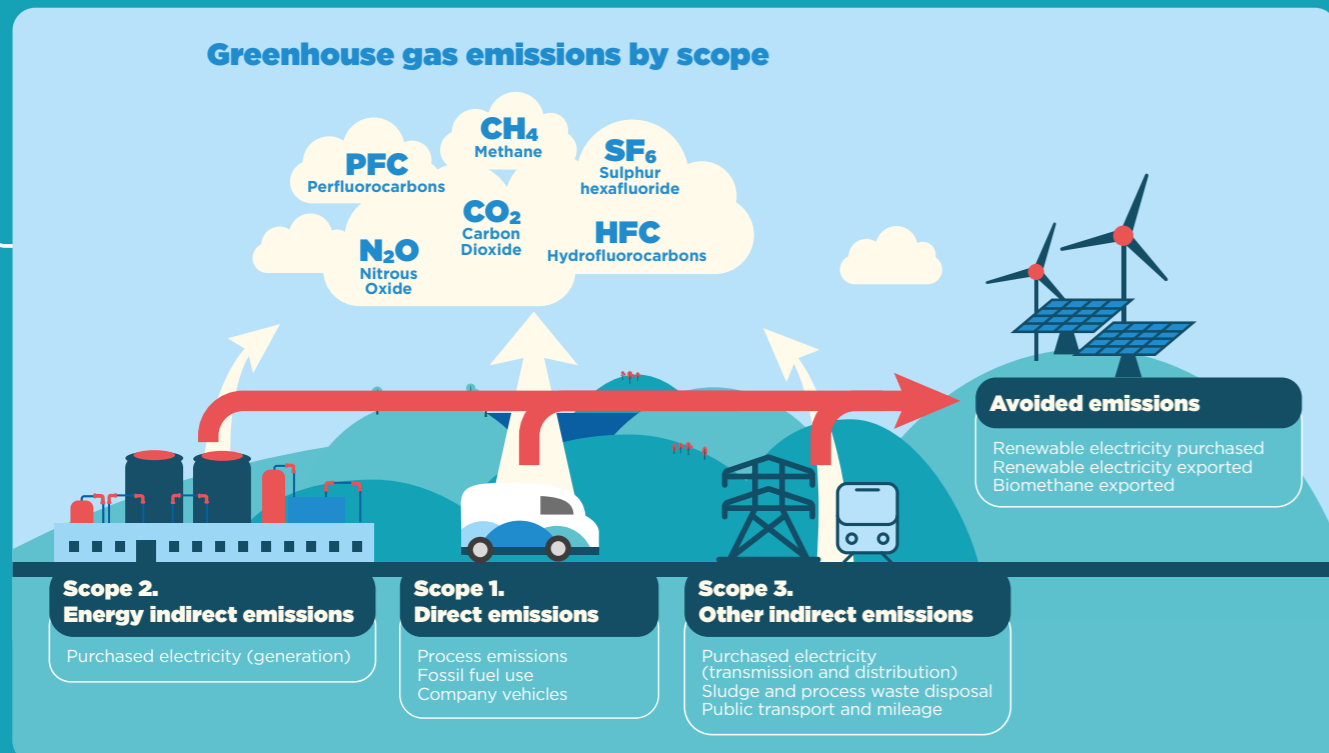 Greenhouse gas emissions by scope
CH₄
Methane
PFC
Perfluorocarbons
SF₆
Sulphur
hexafluoride
CO₂
Carbon
Dioxide
HFC
Hydrofluorocarbons
N₂O
Nitrous
Oxide
Avoided emissions
Renewable electricity purchased
Renewable electricity exported
Biomethane exported
Scope 2.
Energy indirect emissions
Purchased electricity (generation)
Scope 1.
Direct emissions
Process emissions
Fossil fuel use
Company vehicles
Scope 3.
Other indirect emissions
Purchased electricity
(transmission and distribution)
Sludge and process waste disposal
Public transport and mileage